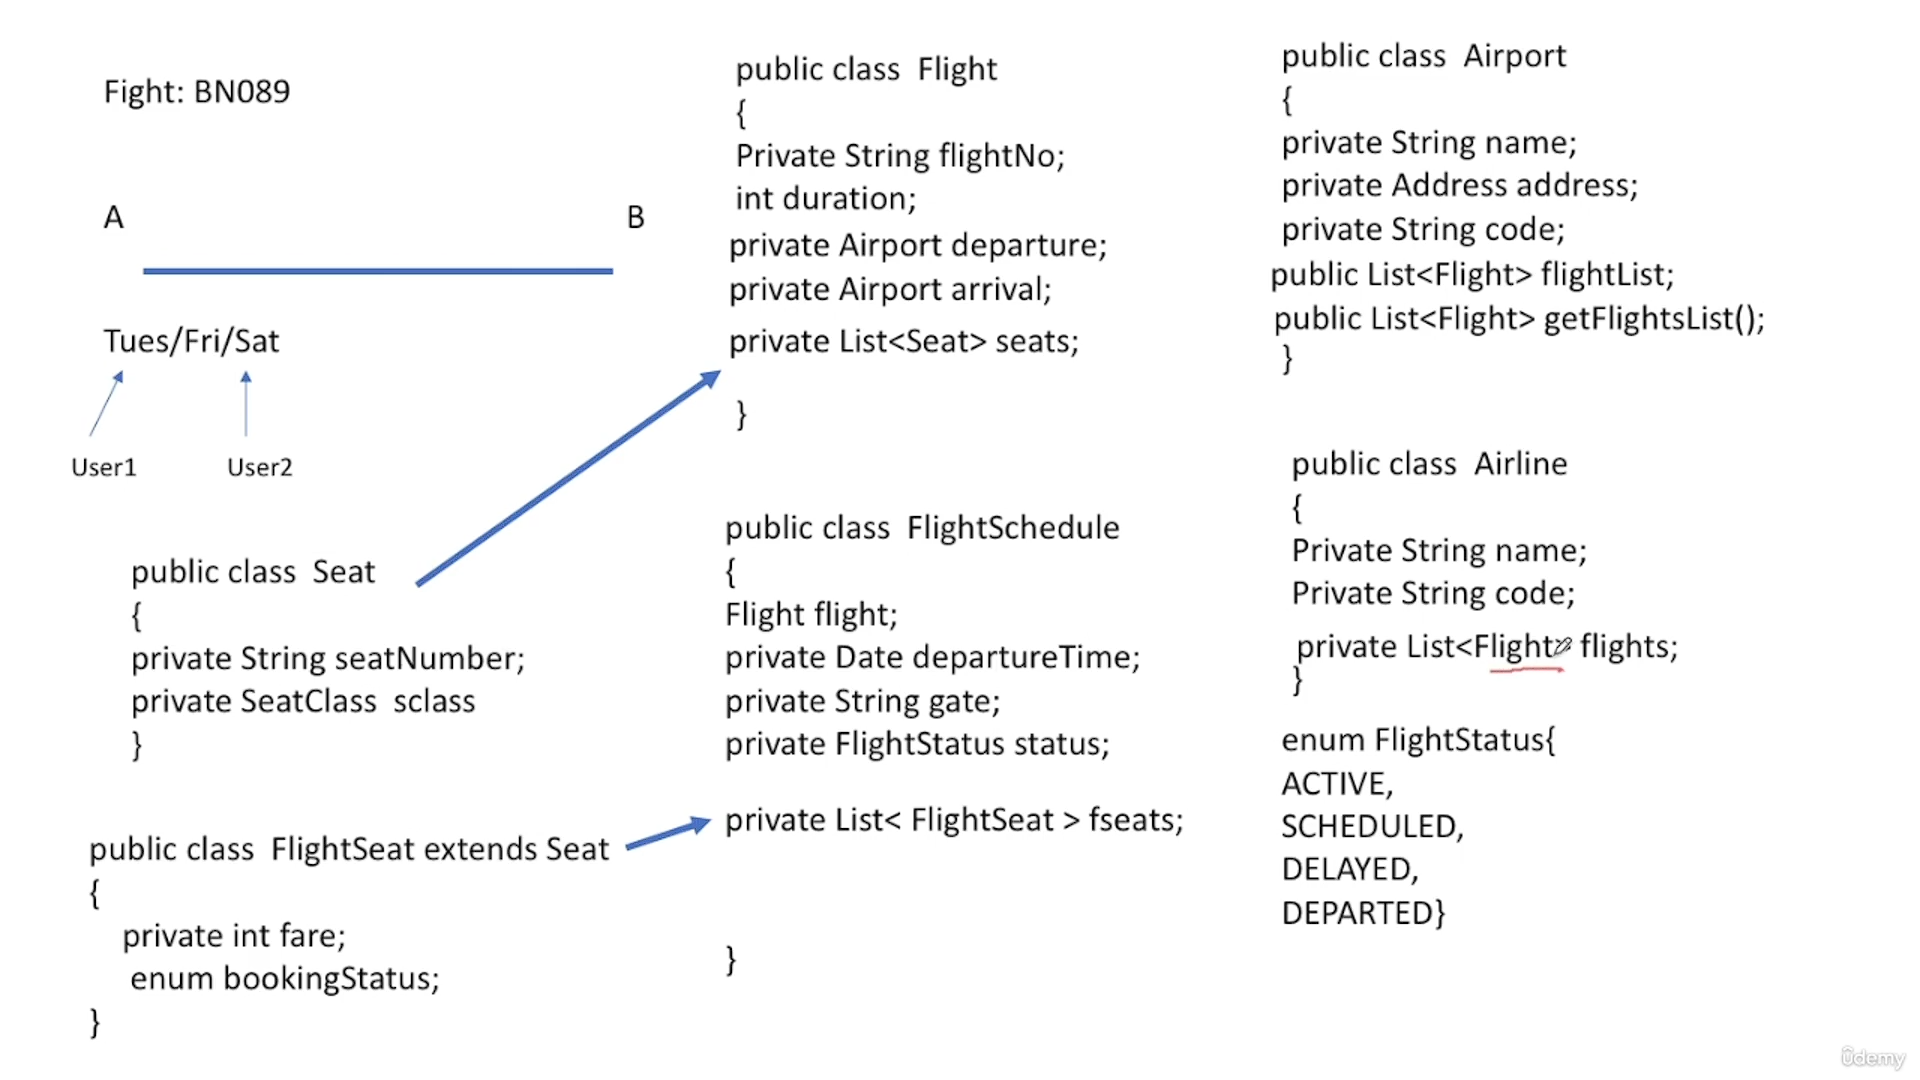 Fight: BN089
A
B
Tues/Fri/Sat
User1
User2
public class Seat
{
private String seatNumber;
private SeatClass sclass
}
public class FlightSeat extends Seat
{
private int fare;
enum bookingStatus;
}
public class Flight
{
Private String flightNo;
int duration;
private Airport departure;
private Airport arrival;
private List<Seat> seats;
}
public class FlightSchedule
{
Flight flight;
private Date departureTime;
private String gate;
private FlightStatus status;
private List< FlightSeat > fseats;
}
public class Airport
{
private String name;
private Address address;
private String code;
public List<Flight> flightList;
public List<Flight> getFlightsList();
}
public class Airline
{
Private String name;
Private String code;
private List<Flight> flights;
}
enum FlightStatus{
ACTIVE,
SCHEDULED,
DELAYED,
DEPARTED}
ûdemy